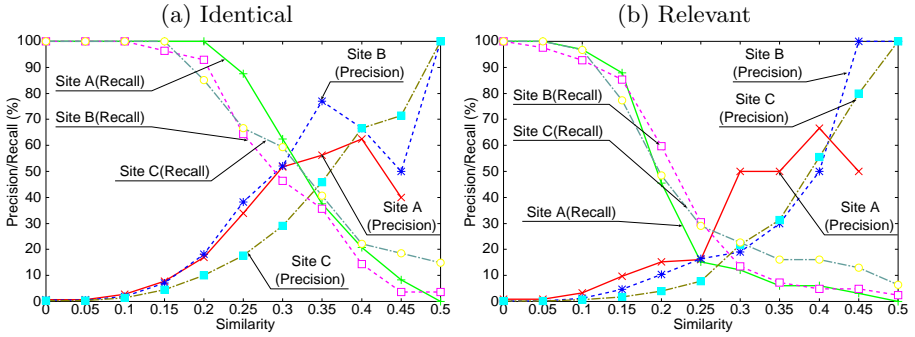 (a) Identical
(b) Relevant
100
90
80
70
60
50
40
30
20
10
0
Precision/Recall (%)
Site B
(Precision)
Site A(Recall)
Site B(Recall)
Site C(Recall)
Site A
(Precision)
Site C
(Precision)
0 0.05 0.1 0.15 0.2 0.25 0.3 0.35 0.4 0.45 0.5
Similarity
100
90
80
70
60
50
40
30
20
10
0
Precision/Recall (%)
Site B
(Precision)
Site C
(Precision)
Site B(Recall)
Site C(Recall)
Site A(Recall)
Site A
(Precision)
0 0.05 0.1 0.15 0.2 0.25 0.3 0.35 0.4 0.45 0.5
Similarity